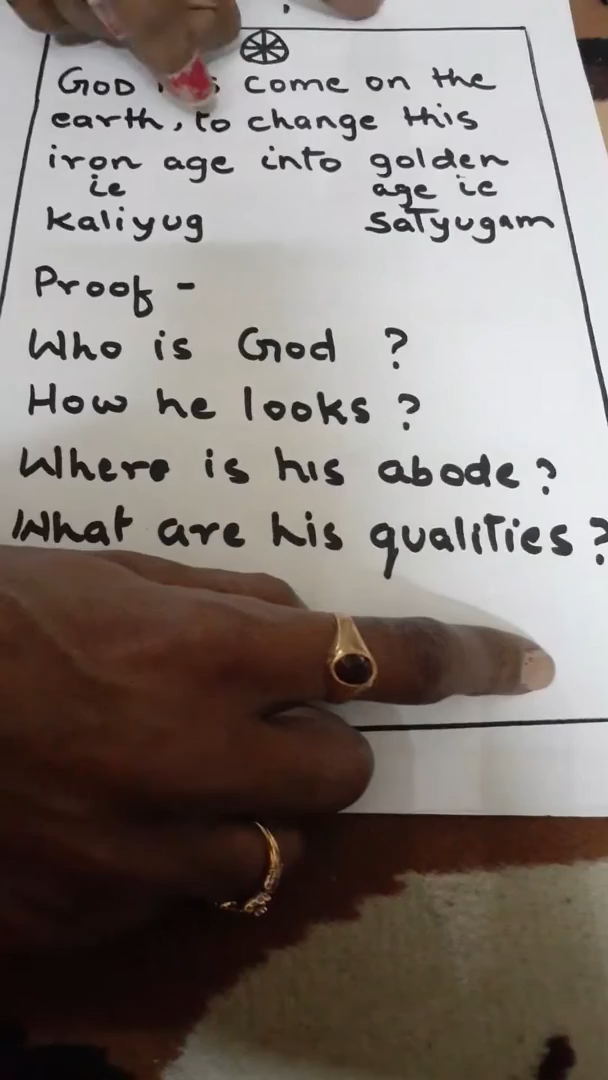 GOD come on the
earth, to change this
iron age into golden
ie age ie
Kaliyug Satyugam
Proof -
Who is God ?
How he looks ?
Where is his abode ?
What are his qualities ?